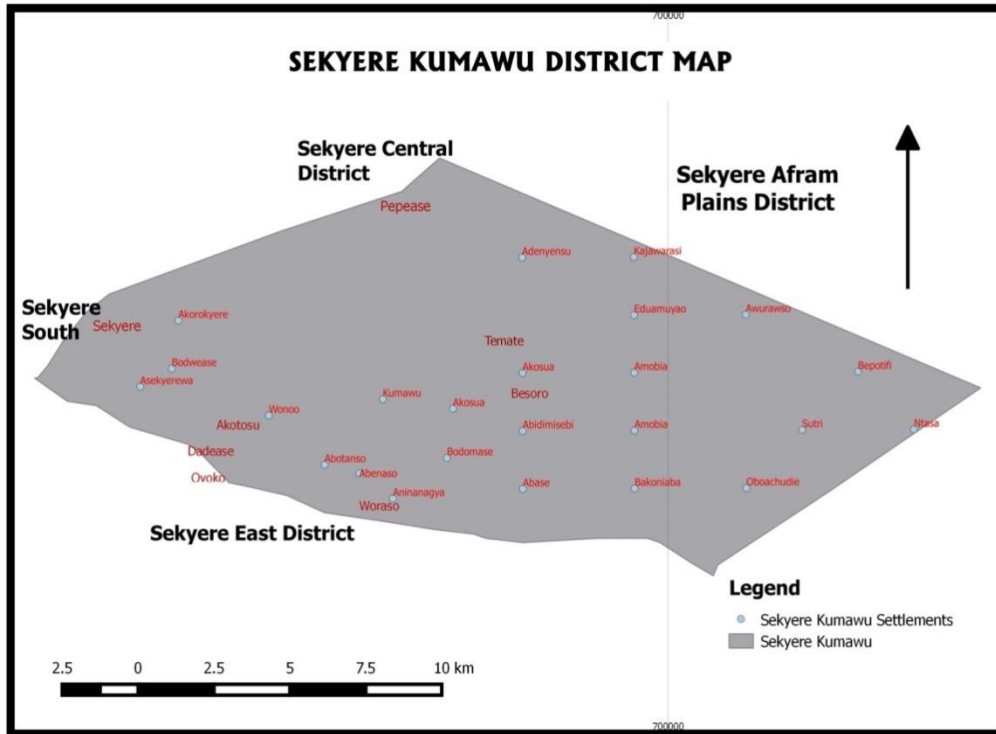 700000
SEKYERE KUMAWU DISTRICT MAP
Sekyere Central
District
Sekyere Afram
Plains District
Pepease
Adenyensu
Kajawarasi
Sekyere
South
Sekyere
Akorokyere
Eduamuyao
Awurawso
Temate
Bodwease
Akosua
Amobia
Bepotifi
Asekyerewa
Besoro
Kumawu
Akosua
Wonoo
Akotosu
Abidimisebi
Amobia
Sutri
Ntasa
Dadease
Bodomase
Abotanso
Abenaso
Oyoko
Abase
Bakoniaba
Oboachudie
Aninanagya
Woraso
Sekyere East District
Legend
Sekyere Kumawu Settlements
Sekyere Kumawu
2.5 0 2.5 5 7.5 10 km
700000